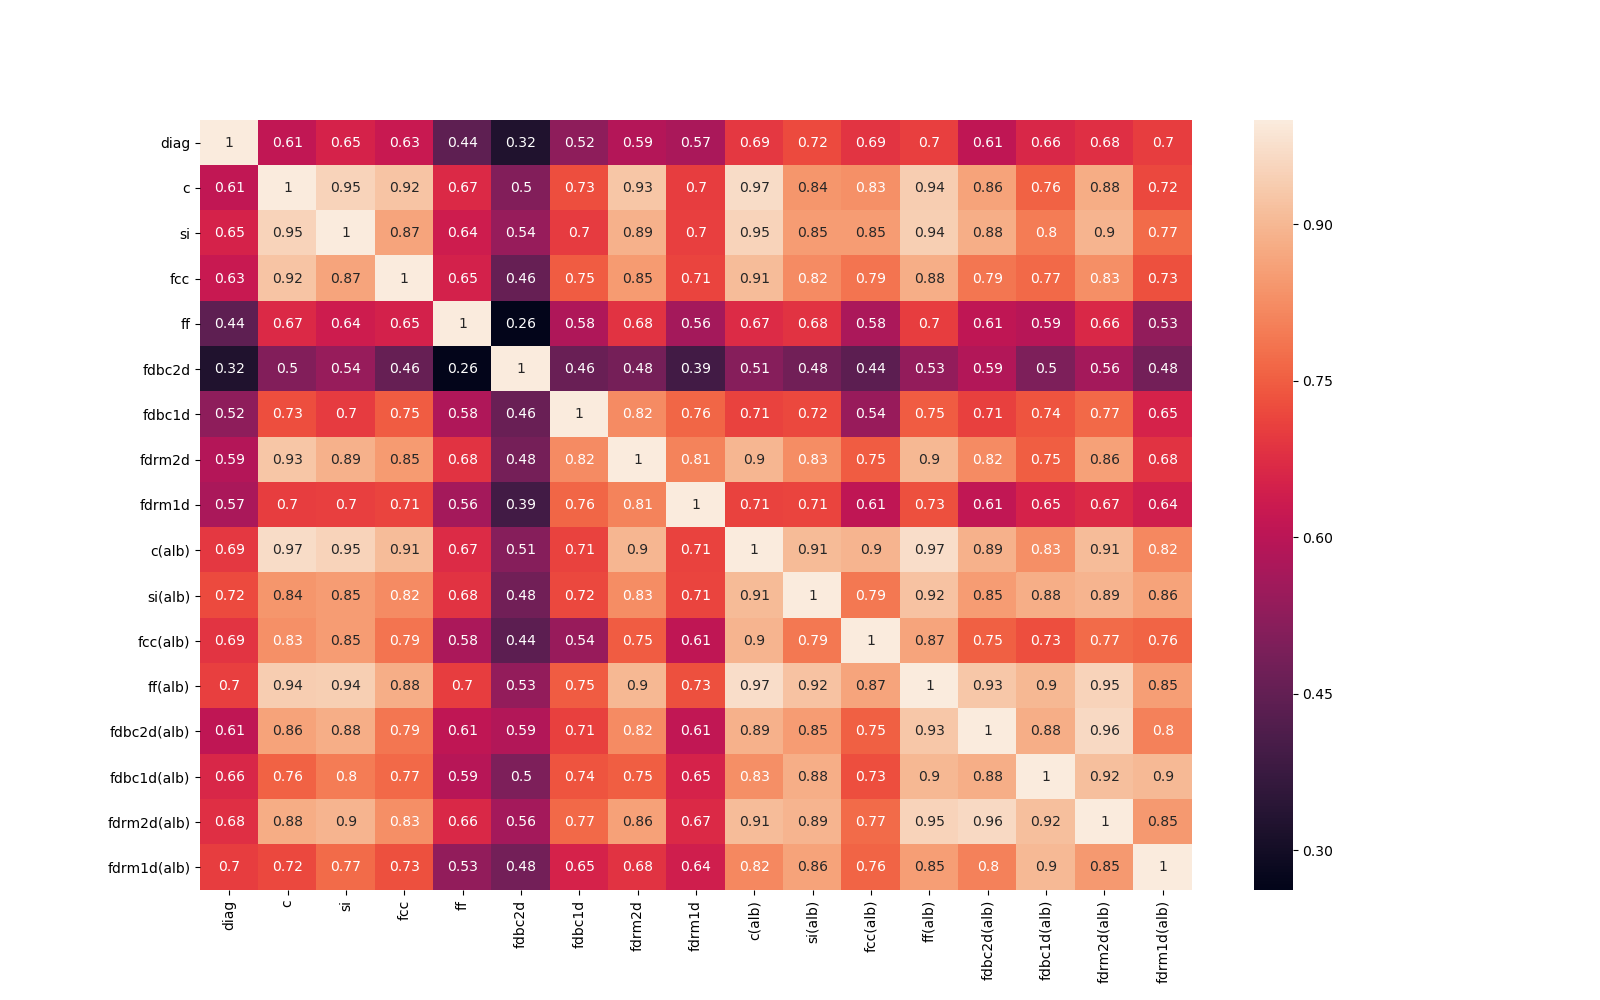 diag 1 0.61 0.65 0.63 0.44 0.32 0.52 0.59 0.57 0.69 0.72 0.69 0.7 0.61 0.66 0.68 0.7
c 0.61 1 0.95 0.92 0.67 0.5 0.73 0.93 0.7 0.97 0.84 0.83 0.94 0.86 0.76 0.88 0.72
si 0.65 0.95 1 0.87 0.64 0.54 0.7 0.89 0.7 0.95 0.85 0.85 0.94 0.88 0.8 0.9 0.77
0.90
fcc 0.63 0.92 0.87 1 0.65 0.46 0.75 0.85 0.71 0.91 0.82 0.79 0.88 0.79 0.77 0.83 0.73
ff 0.44 0.67 0.64 0.65 1 0.26 0.58 0.68 0.56 0.67 0.68 0.58 0.7 0.61 0.59 0.66 0.53
fdbc2d 0.32 0.5 0.54 0.46 0.26 1 0.46 0.48 0.39 0.51 0.48 0.44 0.53 0.59 0.5 0.56 0.48
0.75
fdbc1d 0.52 0.73 0.7 0.75 0.58 0.46 1 0.82 0.76 0.71 0.72 0.54 0.75 0.71 0.74 0.77 0.65
fdrm2d 0.59 0.93 0.89 0.85 0.68 0.48 0.82 1 0.81 0.9 0.83 0.75 0.9 0.82 0.75 0.86 0.68
fdrm1d 0.57 0.7 0.7 0.71 0.56 0.39 0.76 0.81 1 0.71 0.71 0.61 0.73 0.61 0.65 0.67 0.64
0.60
c(alb) 0.69 0.97 0.95 0.91 0.67 0.51 0.71 0.9 0.71 1 0.91 0.9 0.97 0.89 0.83 0.91 0.82
si(alb) 0.72 0.84 0.85 0.82 0.68 0.48 0.72 0.83 0.71 0.91 1 0.79 0.92 0.85 0.88 0.89 0.86
fcc(alb) 0.69 0.83 0.85 0.79 0.58 0.44 0.54 0.75 0.61 0.9 0.79 1 0.87 0.75 0.73 0.77 0.76
ff(alb) 0.7 0.94 0.94 0.88 0.7 0.53 0.75 0.9 0.73 0.97 0.92 0.87 1 0.93 0.9 0.95 0.85
0.45
fdbc2d(alb) 0.61 0.86 0.88 0.79 0.61 0.59 0.71 0.82 0.61 0.89 0.85 0.75 0.93 1 0.88 0.96 0.8
fdbc1d(alb) 0.66 0.76 0.8 0.77 0.59 0.5 0.74 0.75 0.65 0.83 0.88 0.73 0.9 0.88 1 0.92 0.9
fdrm2d(alb) 0.68 0.88 0.9 0.83 0.66 0.56 0.77 0.86 0.67 0.91 0.89 0.77 0.95 0.96 0.92 1 0.85
0.30
fdrm1d(alb) 0.7 0.72 0.77 0.73 0.53 0.48 0.65 0.68 0.64 0.82 0.86 0.76 0.85 0.8 0.9 0.85 1
diag c si fcc ff fdbc2d fdbc1d fdrm2d fdrm1d c(alb) si(alb) fcc(alb) ff(alb) fdbc2d(alb) fdbc1d(alb) fdrm2d(alb) fdrm1d(alb)